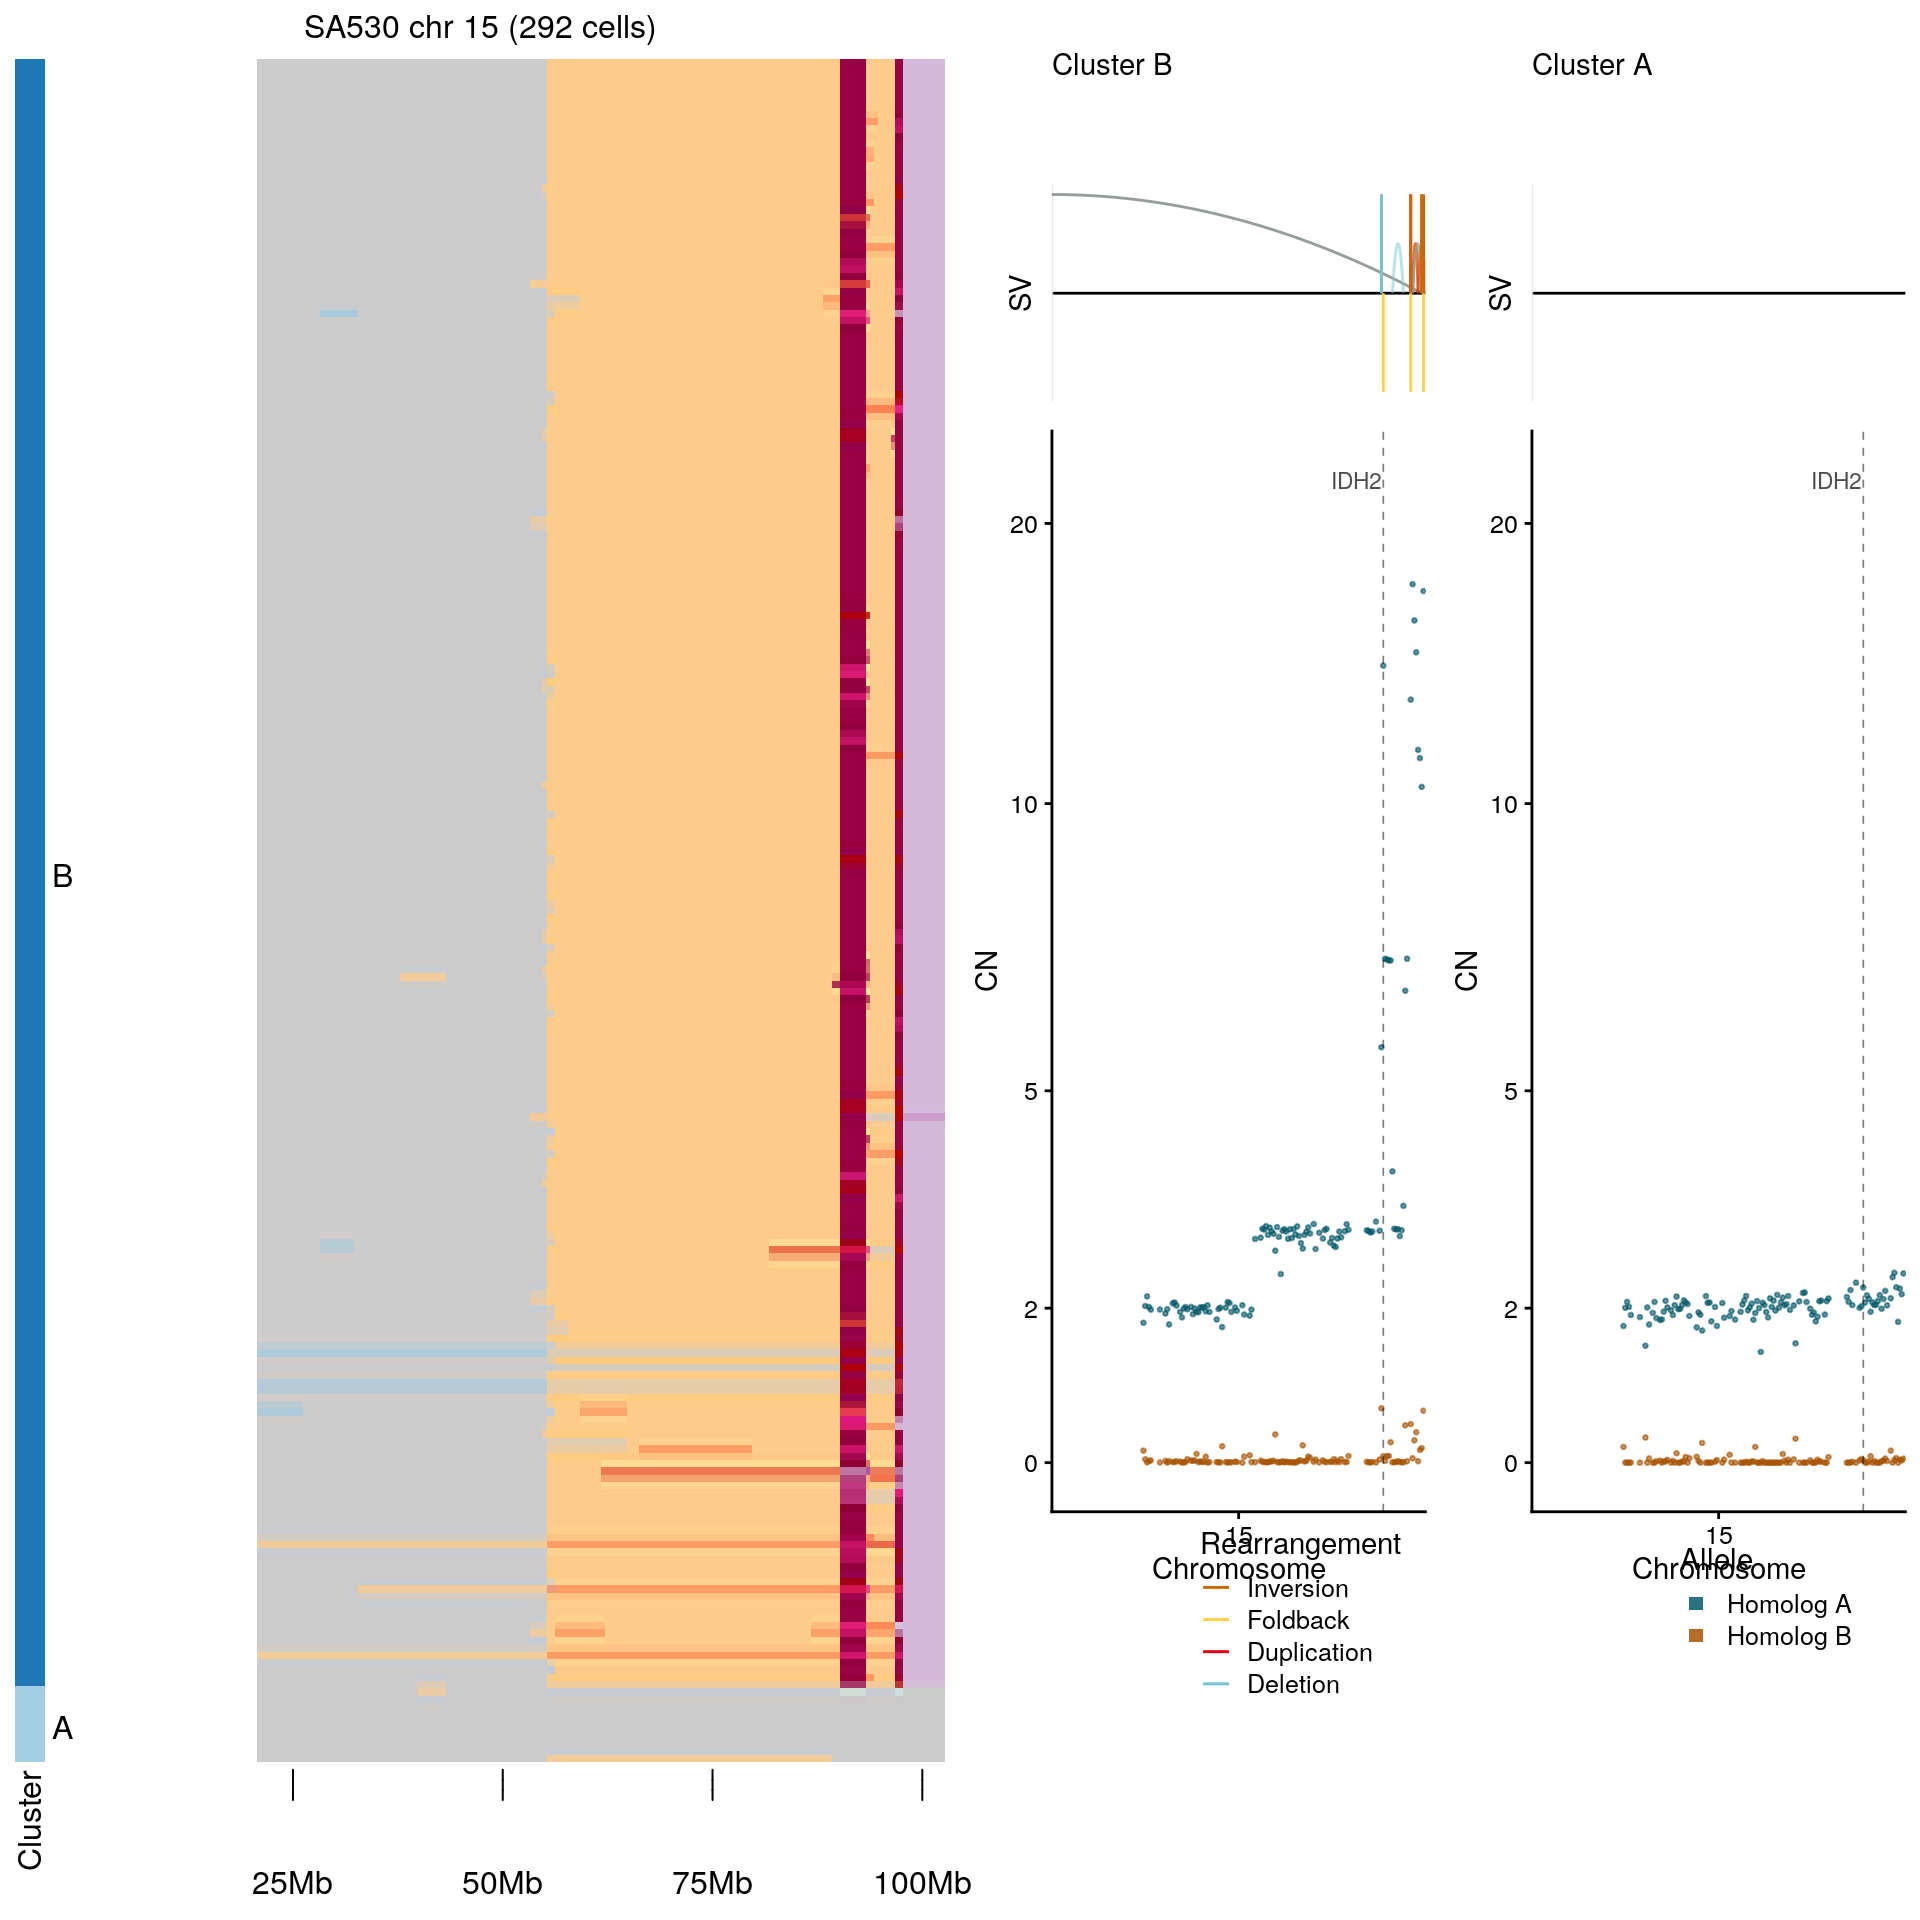 SA530 chr 15 (292 cells)
B
A
Cluster
25Mb
50Mb
75Mb
100Mb
Cluster B
SV
IDH2
20
10
5
2
0
CN
15
Chromosome
Rearrangement
Inversion
Foldback
Duplication
Deletion
Cluster A
SV
IDH2
20
10
5
2
0
CN
15
Chromosome
Allele
Homolog A
Homolog B